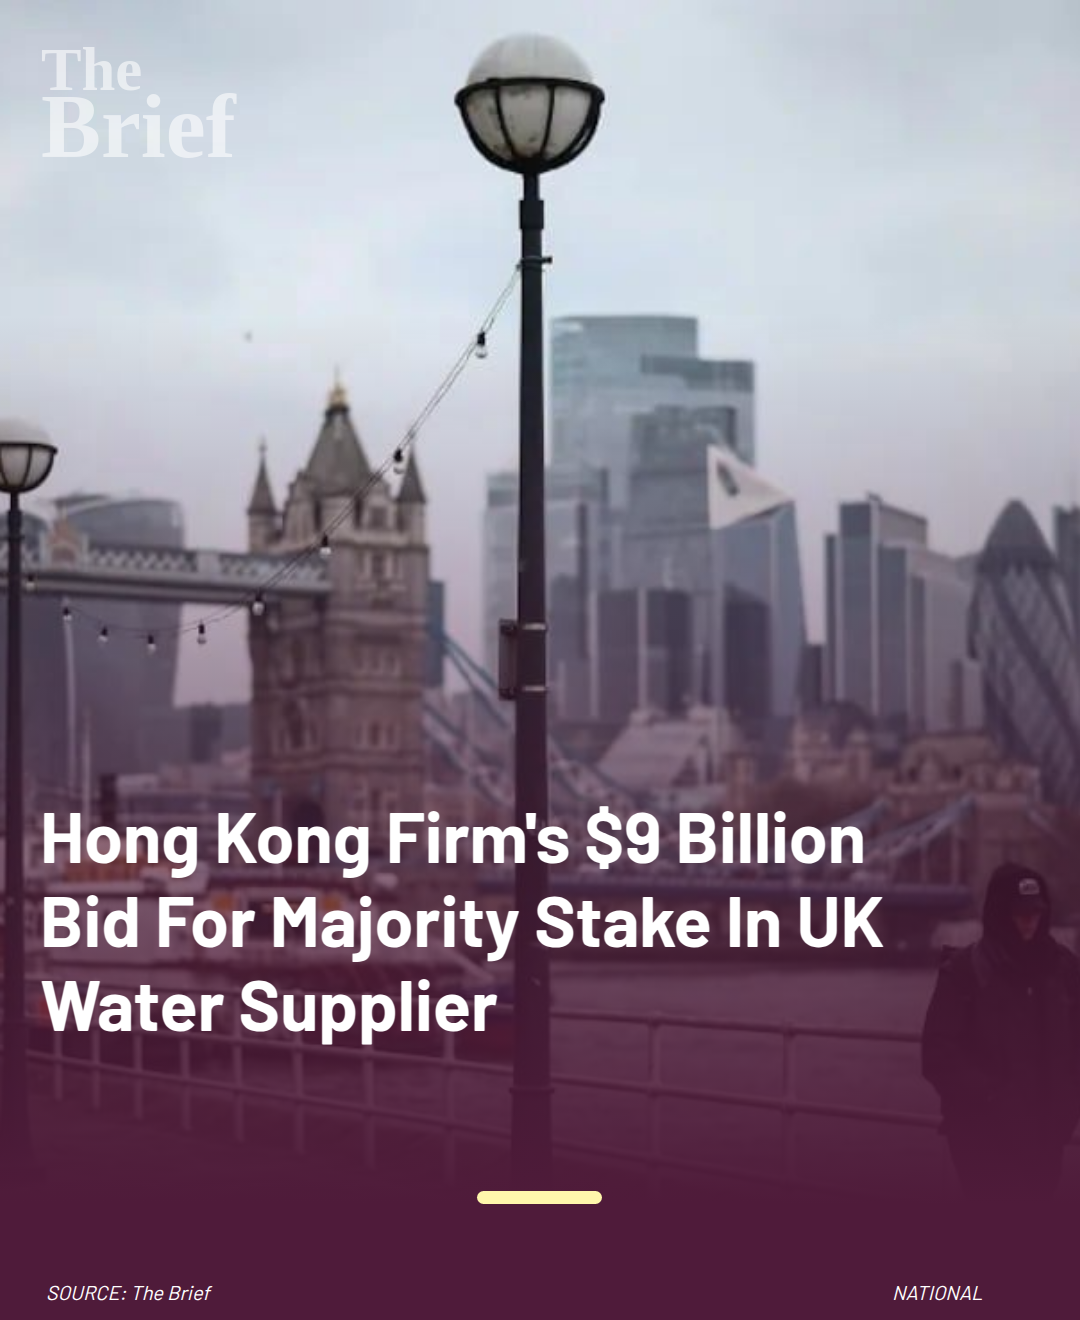 The
Brief
Hong Kong Firm's $9 Billion
Bid For Majority Stake In UK
Water Supplier
SOURCE: The Brief
NATIONAL